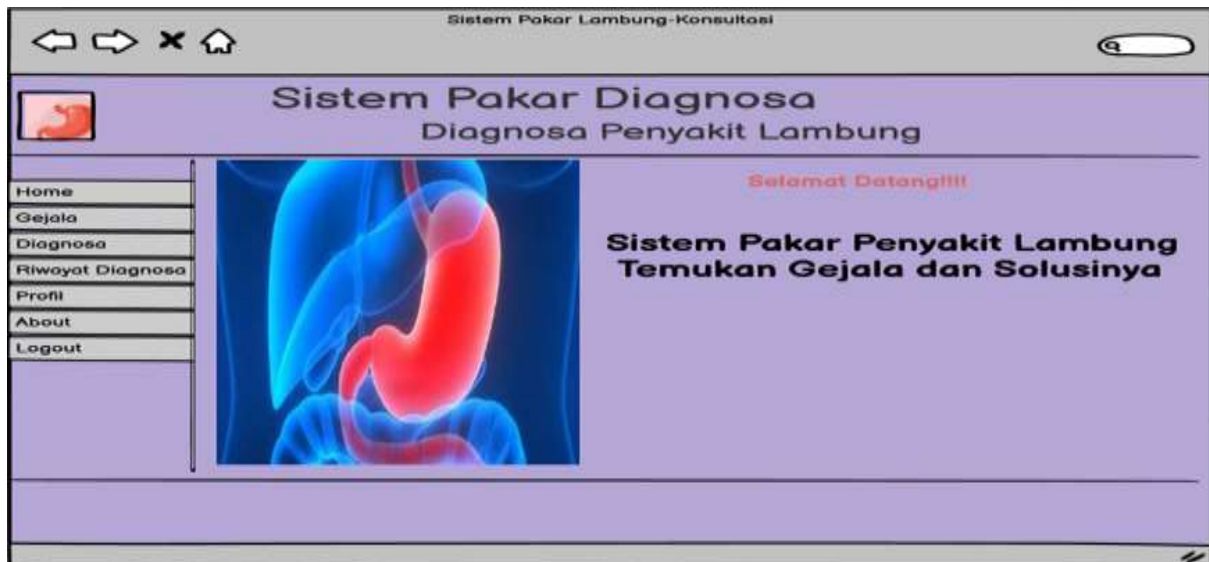 Sistem Pakar Lambung-Konsultasi
Sistem Pakar Diagnosa
Diagnosa Penyakit Lambung
Home
Gejala
Diagnosa
Riwayat Diagnosa
Profil
About
Logout
Selamat Datang!!!!
Sistem Pakar Penyakit Lambung
Temukan Gejala dan Solusinya